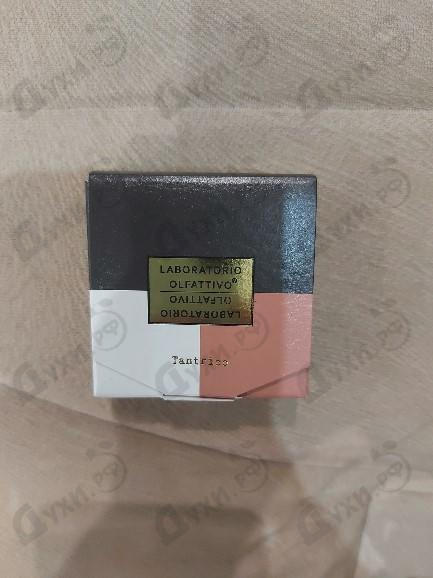 LABORATORIO
OLFATTIVO®
OLFATTIVO
LABORATORIO
Tantrico
Духи.рф